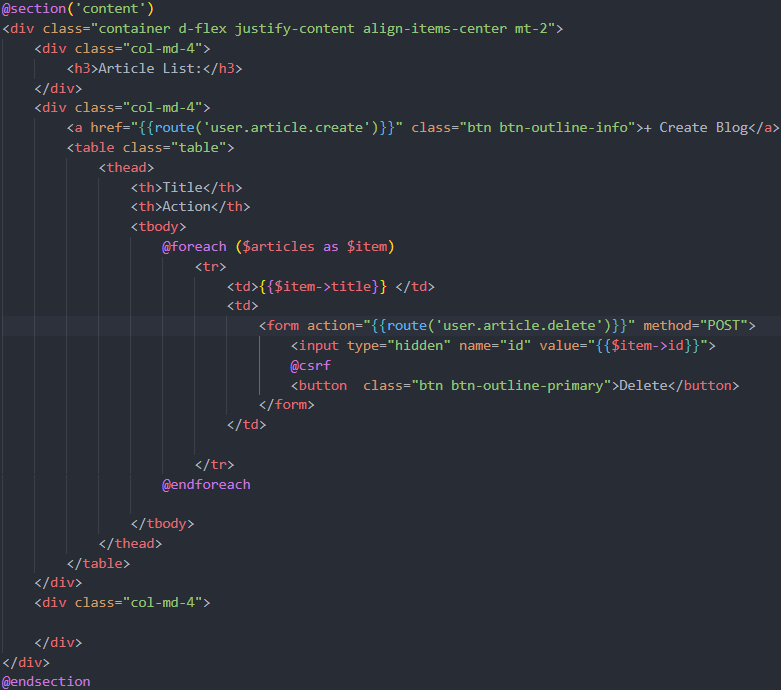 @section('content')
<div class="container d-flex justify-content align-items-center mt-2">
<div class="col-md-4">
<h3>Article List:</h3>
</div>
<div class="col-md-4">
<a href="{{route('user.article.create')}}" class="btn btn-outline-info">+ Create Blog</a>
<table class="table">
<thead>
<th>Title</th>
<th>Action</th>
<tbody>
@foreach ($articles as $item)
<tr>
<td>{{$item->title}} </td>
<td>
<form action="{{route('user.article.delete')}}" method="POST">
<input type="hidden" name="id" value="{{$item->id}}">
@csrf
<button  class="btn btn-outline-primary">Delete</button>
</form>
</td>
</tr>
@endforeach
</tbody>
</thead>
</table>
</div>
<div class="col-md-4">
</div>
</div>
@endsection